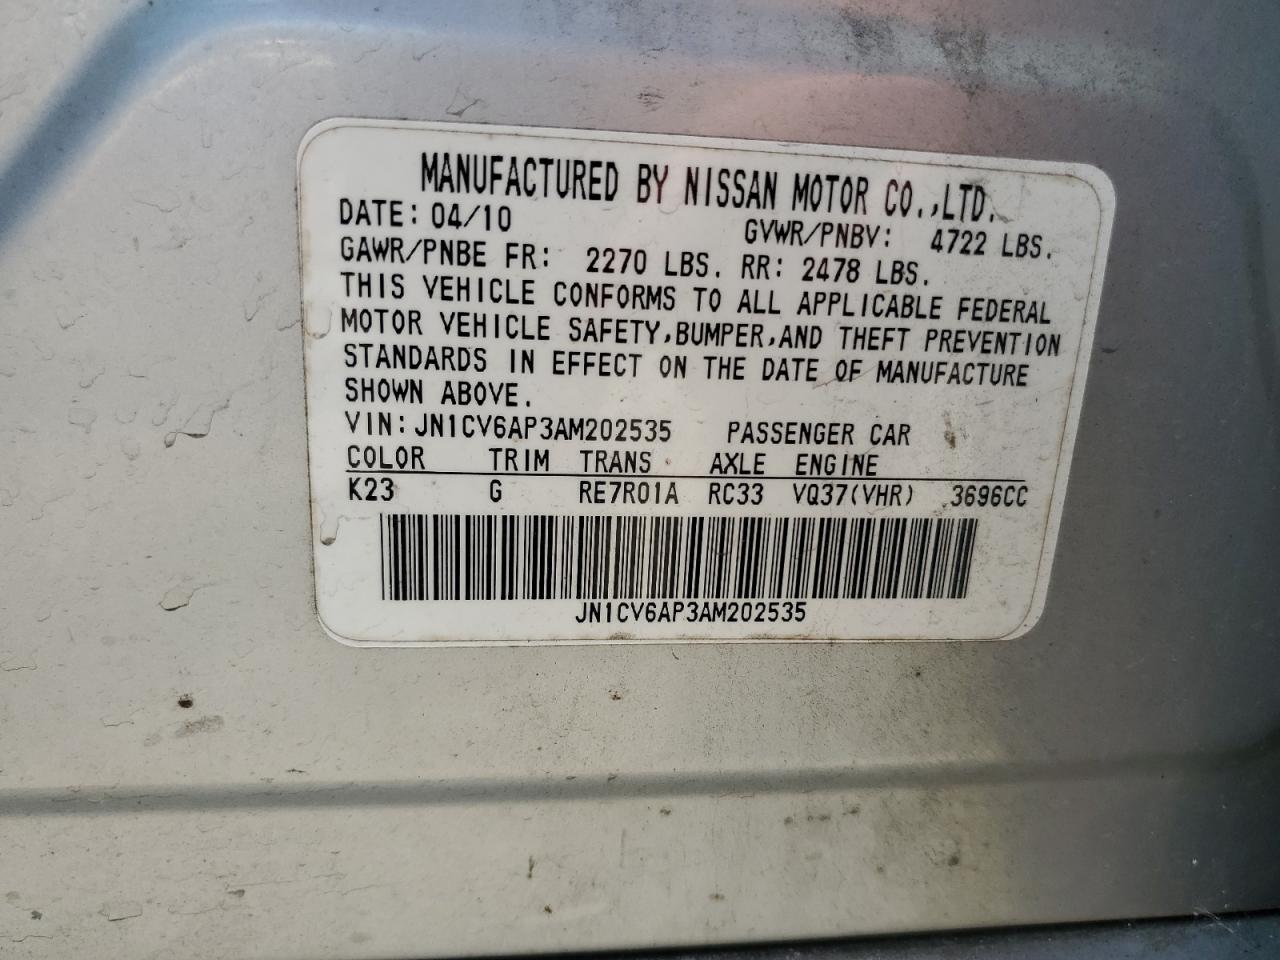 MANUFACTURED BY NISSAN MOTOR CO.,LTD.
DATE: 04/10 GVWR/PNBV: 4722 LBS.
GAWR/PNBE FR: 2270 LBS. RR: 2478 LBS.
THIS VEHICLE CONFORMS TO ALL APPLICABLE FEDERAL
MOTOR VEHICLE SAFETY,BUMPER,AND THEFT PREVENTION
STANDARDS IN EFFECT ON THE DATE OF MANUFACTURE
SHOWN ABOVE.
VIN:JN1CV6AP3AM202535 PASSENGER CAR
COLOR TRIM TRANS AXLE ENGINE
K23 G RE7R01A RC33 VQ37(VHR) 3696CC
JN1CV6AP3AM202535